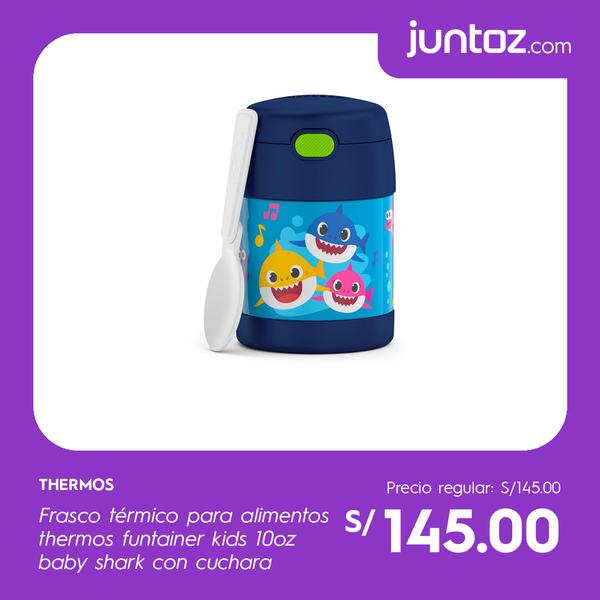 juntoz.com
THERMOS
Frasco térmico para alimentos
thermos funtainer kids 10oz
baby shark con cuchara
Precio regular: S/145.00
S/ 145.00